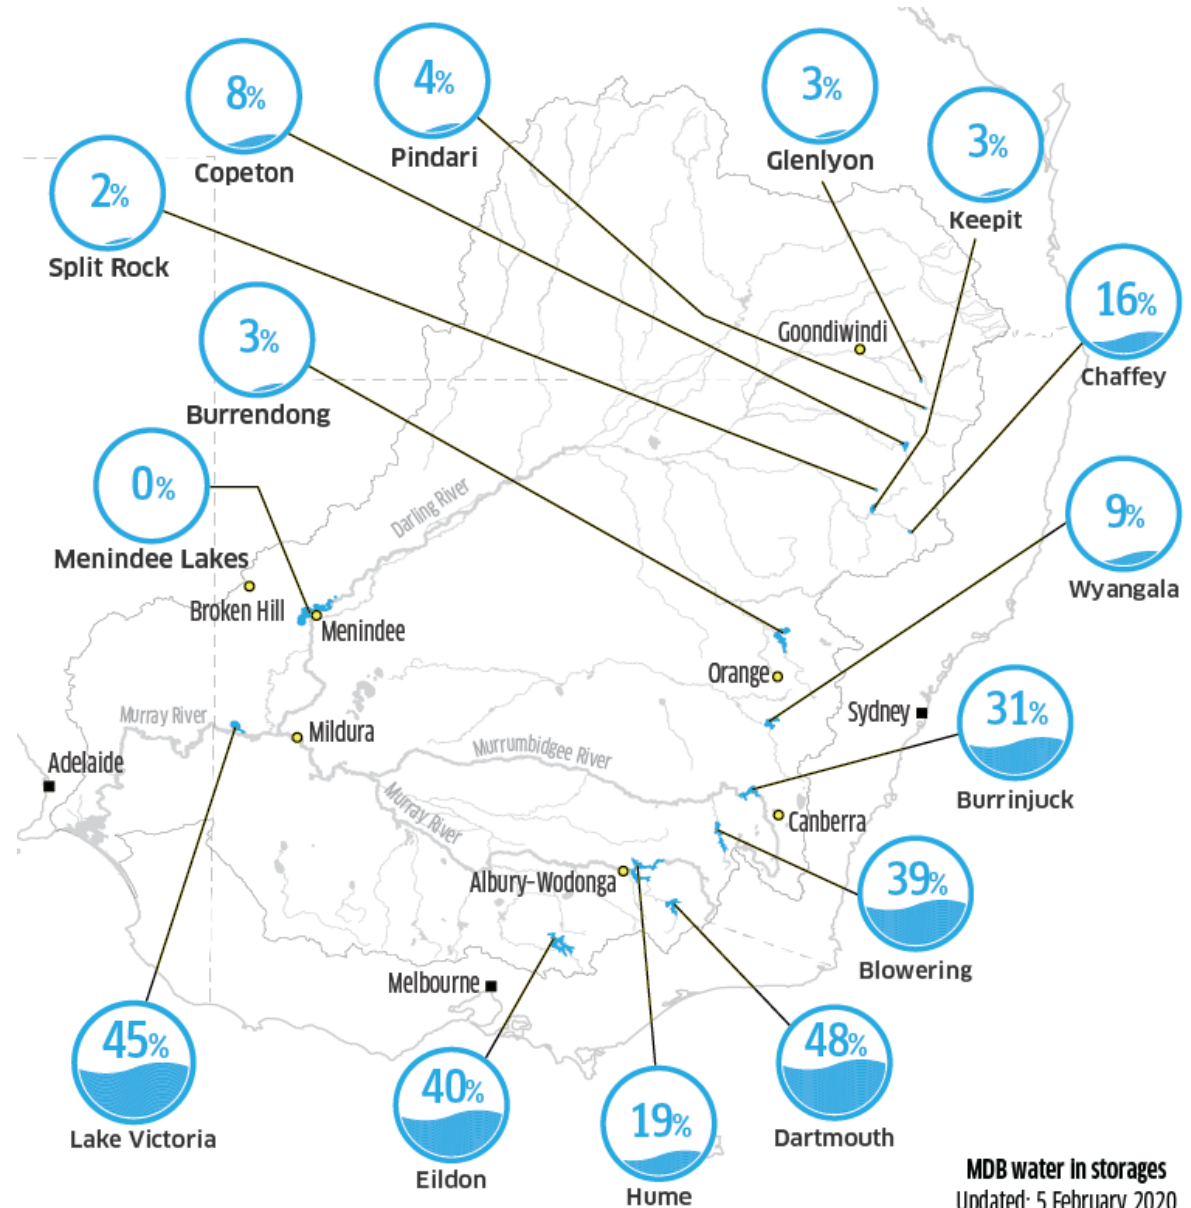 4%
Pindari
3%
Glenlyon
8%
Copeton
3%
Keepit
2%
Split Rock
16%
Chaffey
3%
Burrendong
Goondiwindi
0%
Menindee Lakes
Darling River
9%
Wyangala
Broken Hill
Menindee
Orange
Sydney
31%
Burrinjuck
Murray River
Mildura
Murrumbidgee River
Adelaide
Murray River
Canberra
Albury-Wodonga
39%
Blowering
Melbourne
45%
Lake Victoria
40%
Eildon
19%
Hume
48%
Dartmouth
MDB water in storages
Updated: 5 February 2020